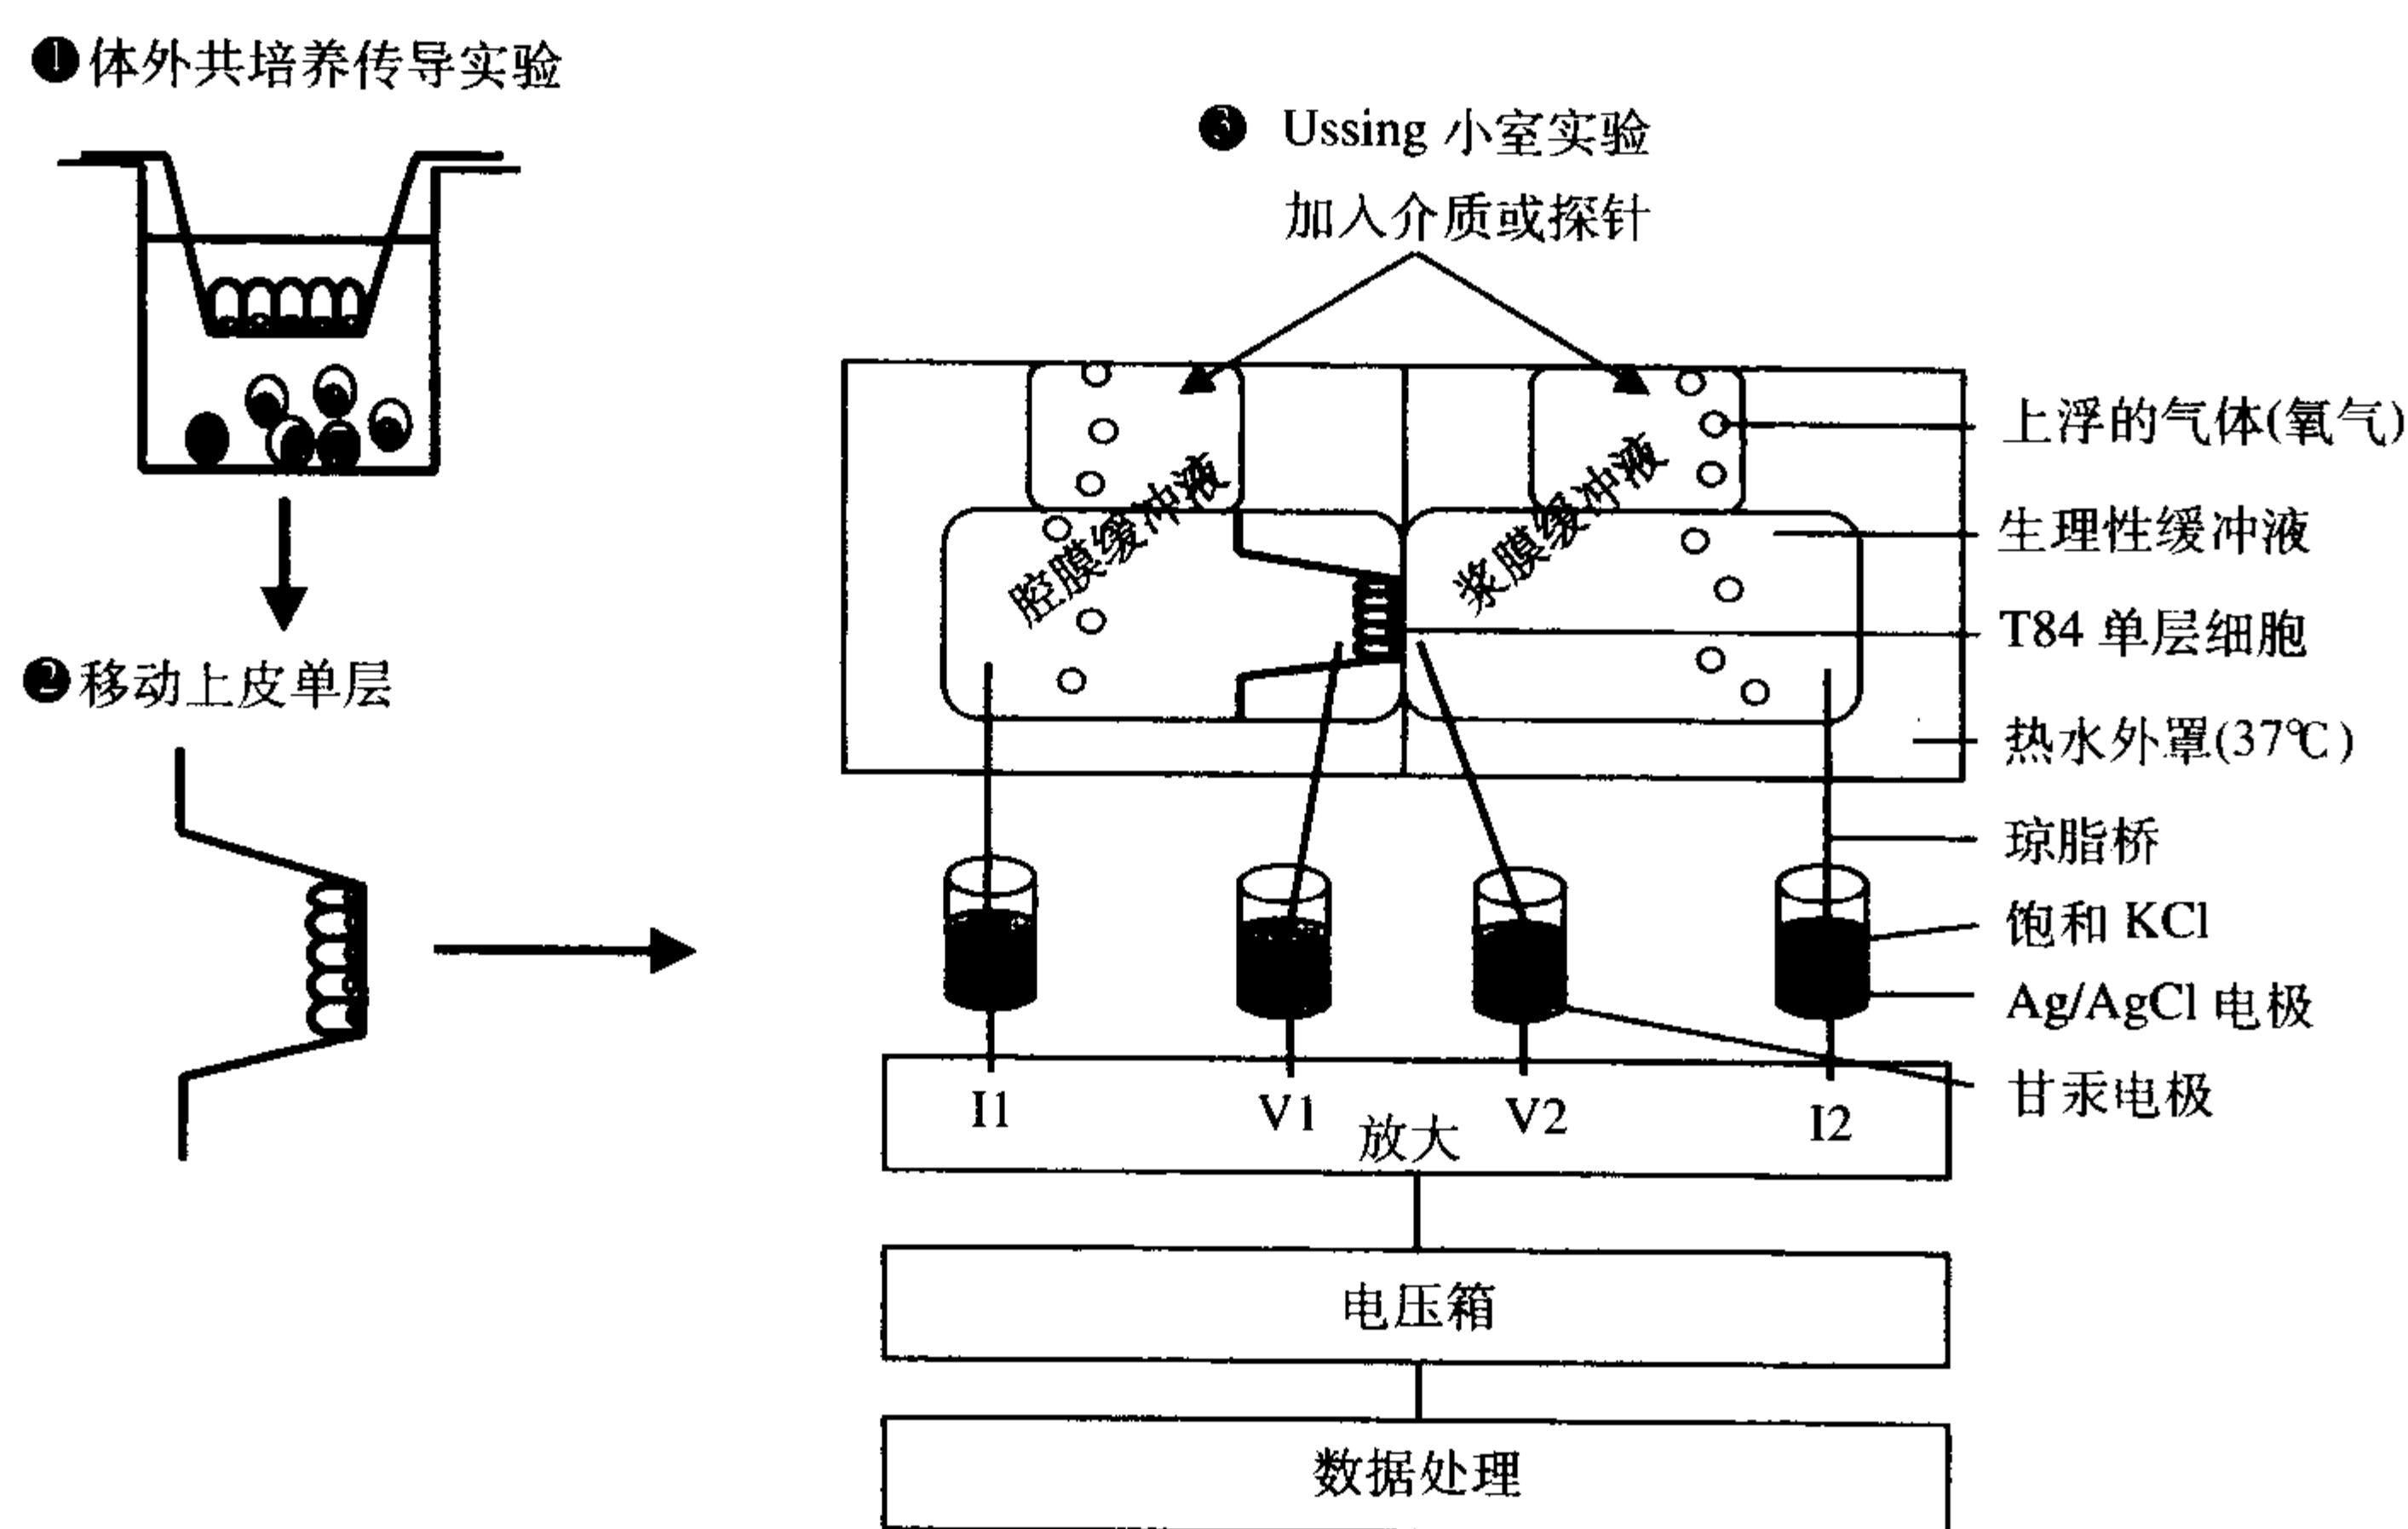 ❶体外共培养传导实验
❸ Ussing 小室实验
加入介质或探针
腔膜缓冲液
浆膜缓冲液
上浮的气体(氧气)
生理性缓冲液
T84 单层细胞
热水外罩(37℃)
❷移动上皮单层
琼脂桥
饱和 KCl
Ag/AgCl 电极
甘汞电极
I1
V1
放大
V2
I2
电压箱
数据处理